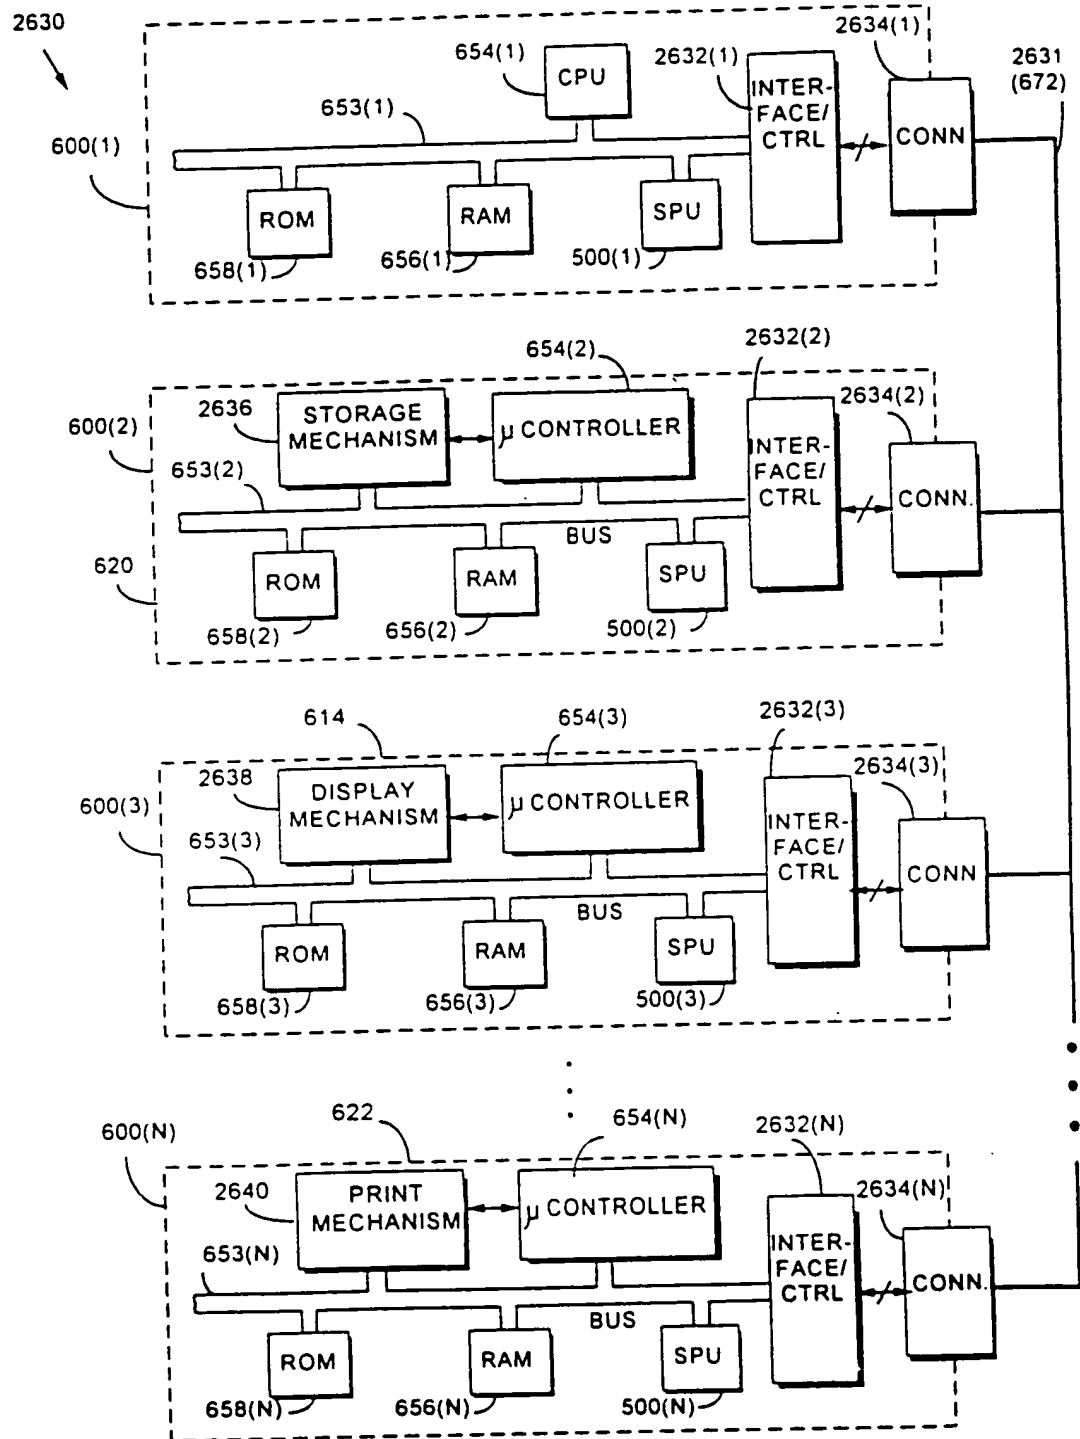 2630
654(1)
2632(1)
2634(1)
2631
(672)
CPU
INTER-
FACE/
CTRL
CONN
653(1)
600(1)
ROM
RAM
SPU
658(1)
656(1)
500(1)
654(2)
2632(2)
2634(2)
2636
STORAGE
MECHANISM
μ CONTROLLER
INTER-
FACE/
CTRL
CONN.
600(2)
653(2)
BUS
620
ROM
RAM
SPU
658(2)
656(2)
500(2)
614
654(3)
2632(3)
2634(3)
2638
DISPLAY
MECHANISM
μ CONTROLLER
INTER-
FACE/
CTRL
CONN
600(3)
653(3)
BUS
ROM
RAM
SPU
658(3)
656(3)
500(3)
622
654(N)
2632(N)
2634(N)
600(N)
2640
PRINT
MECHANISM
μ CONTROLLER
INTER-
FACE/
CTRL
CONN.
653(N)
BUS
ROM
RAM
SPU
658(N)
656(N)
500(N)